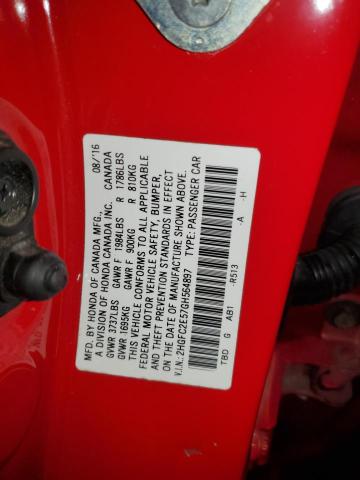 MFD. BY HONDA OF CANADA MFG., 08/'16
A DIVISION OF HONDA CANADA INC. CANADA
GVWR 3737LBS GAWR F 1984LBS R 1786LBS
GVWR 1695KG GAWR F 900KG R 810KG
THIS VEHICLE CONFORMS TO ALL APPLICABLE
FEDERAL MOTOR VEHICLE SAFETY, BUMPER,
AND THEFT PREVENTION STANDARDS IN EFFECT
ON THE DATE OF MANUFACTURE SHOWN ABOVE.
V.I.N.: 2HGFC2E57GH564897 TYPE: PASSENGER CAR
TBD G AB1 -R513 -A -H